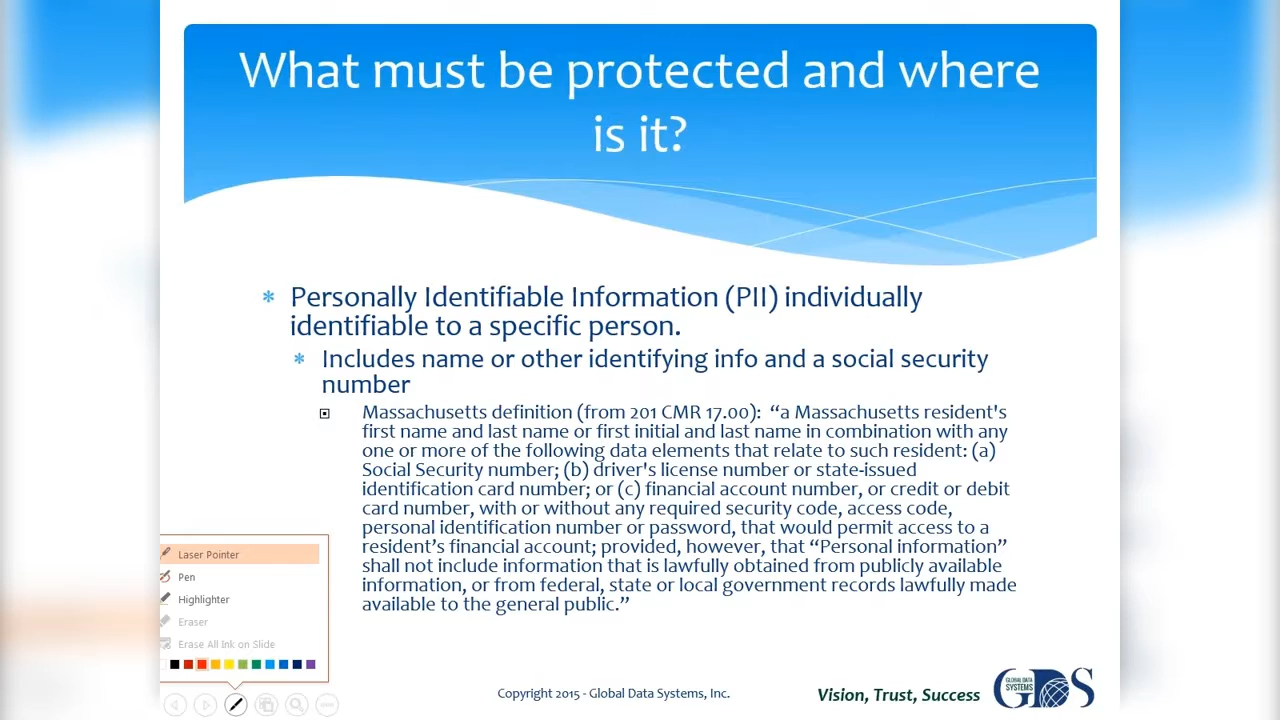 What must be protected and where
is it?
Personally Identifiable Information (PII) individually
identifiable to a specific person.
Includes name or other identifying info and a social security
number
Massachusetts definition (from 201 CMR 17.00): “a Massachusetts resident's
first name and last name or first initial and last name in combination with any
one or more of the following data elements that relate to such resident: (a)
Social Security number; (b) driver's license number or state-issued
identification card number; or (c) financial account number, or credit or debit
card number, with or without any required security code, access code,
personal identification number or password, that would permit access to a
resident’s financial account; provided, however, that “Personal information”
shall not include information that is lawfully obtained from publicly available
information, or from federal, state or local government records lawfully made
available to the general public.”
Laser Pointer
Pen
Highlighter
Eraser
Erase All Ink on Slide
Copyright 2015 - Global Data Systems, Inc.
Vision, Trust, Success
GLOBAL DATA
SYSTEMS
GDS